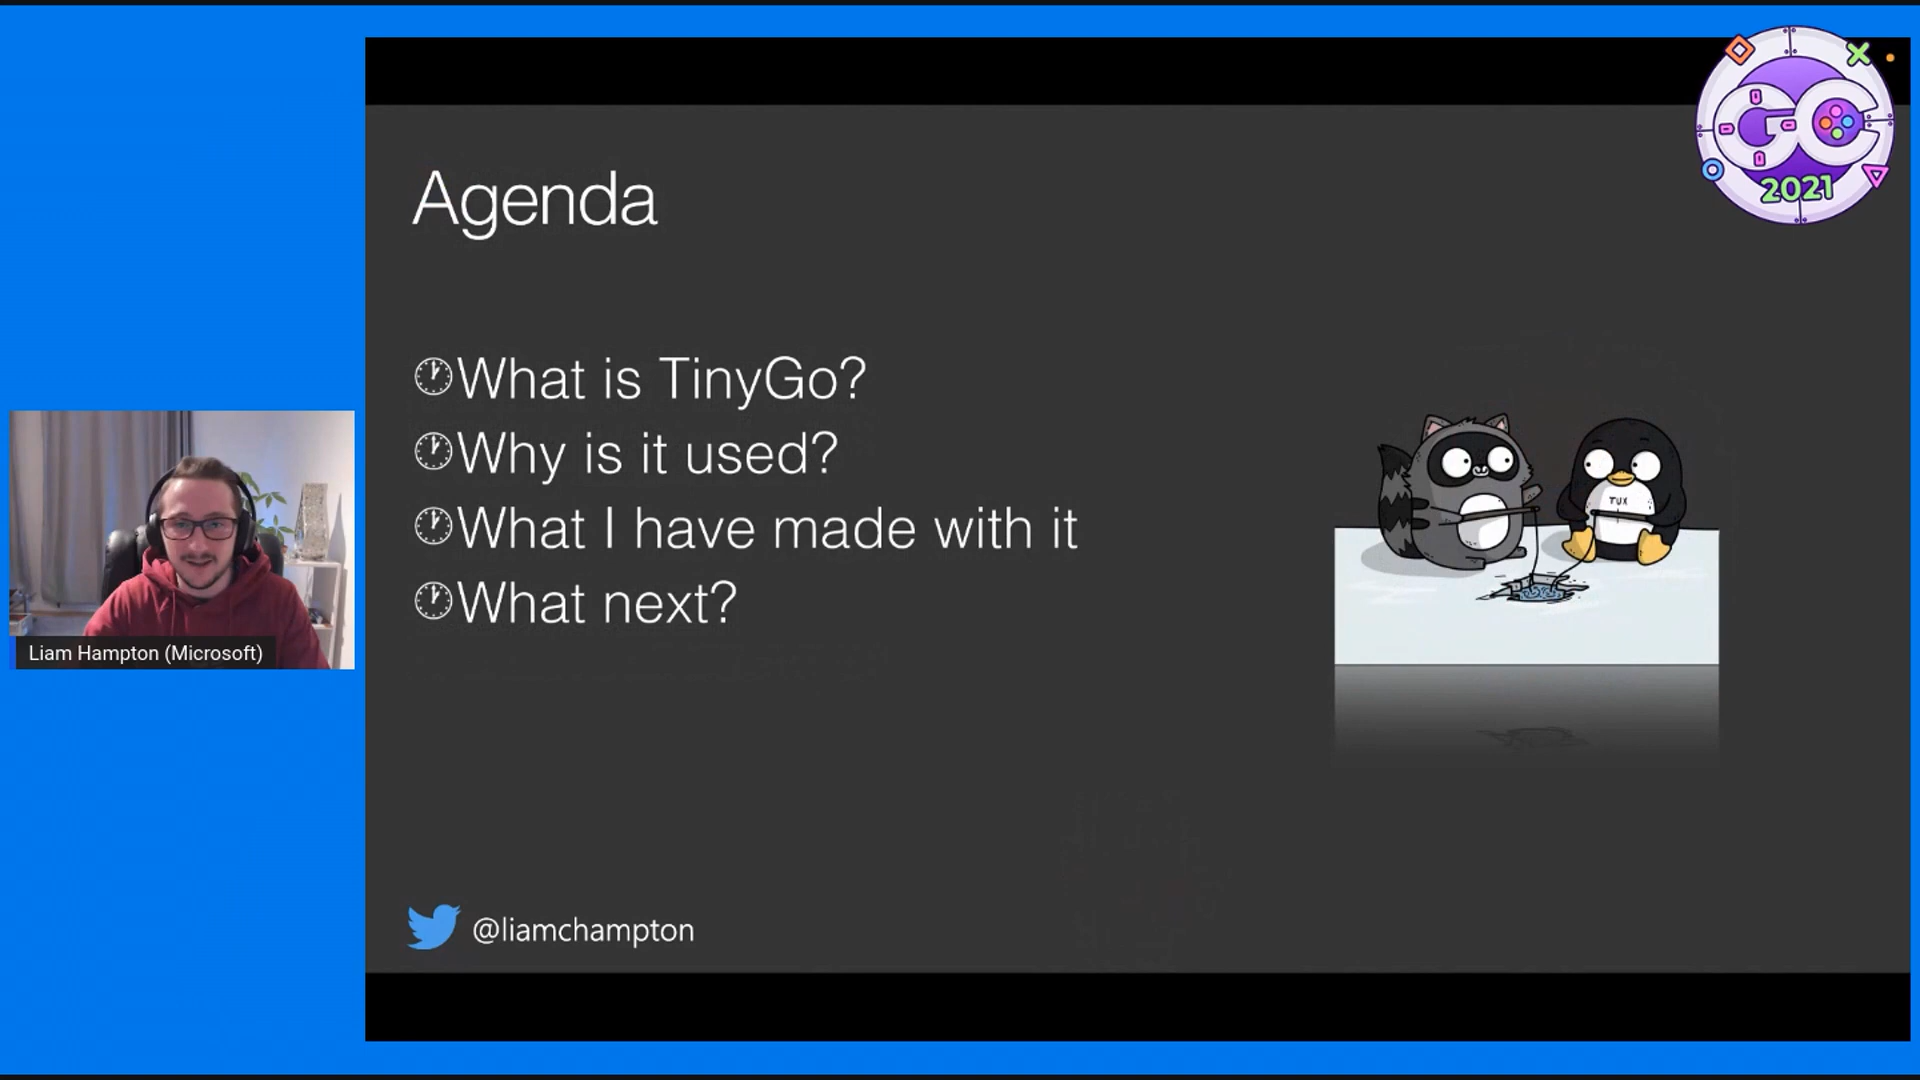 GC
2021
Agenda
What is TinyGo?
Why is it used?
What I have made with it
What next?
TUX
Liam Hampton (Microsoft)
@liamchampton